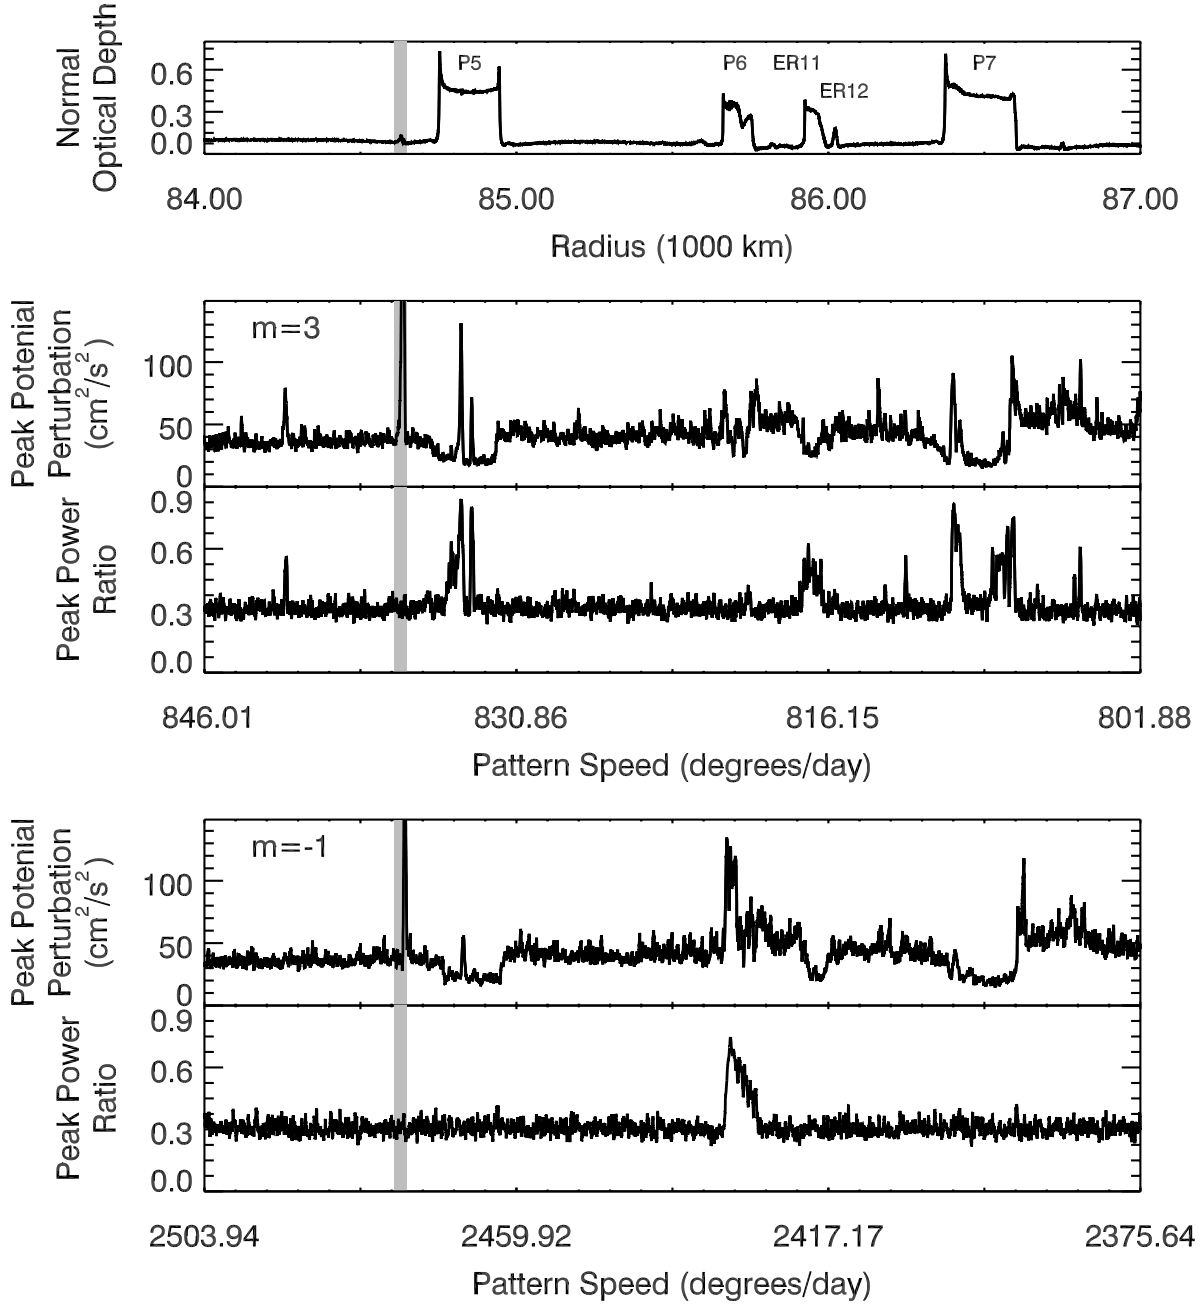 Normal
Optical Depth
0.6
0.3
0.0
P5
P6
ER11
ER12
P7
84.00 85.00 86.00 87.00
Radius (1000 km)
Peak Potenial
Perturbation
(cm²/s²)
m=3
100
50
0
Peak Power
Ratio
0.9
0.6
0.3
0.0
846.01 830.86 816.15 801.88
Pattern Speed (degrees/day)
Peak Potenial
Perturbation
(cm²/s²)
m=-1
100
50
0
Peak Power
Ratio
0.9
0.6
0.3
0.0
2503.94 2459.92 2417.17 2375.64
Pattern Speed (degrees/day)